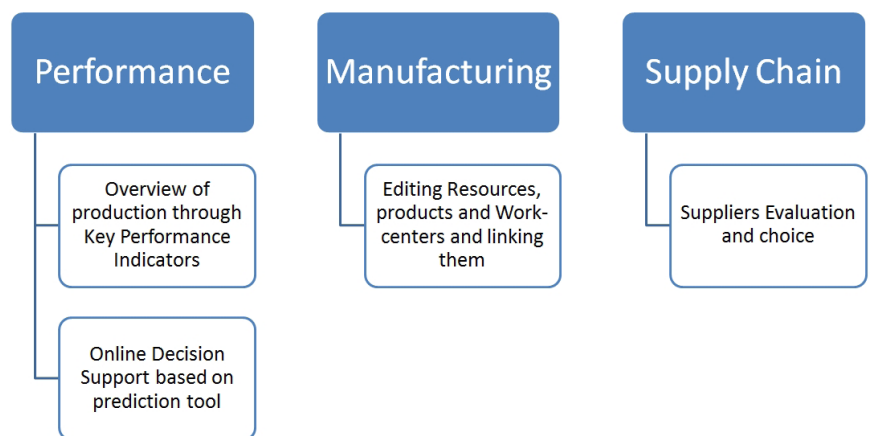 Performance
Overview of
production through
Key Performance
Indicators
Online Decision
Support based on
prediction tool
Manufacturing
Editing Resources,
products and Work-
centers and linking
them
Supply Chain
Suppliers Evaluation
and choice